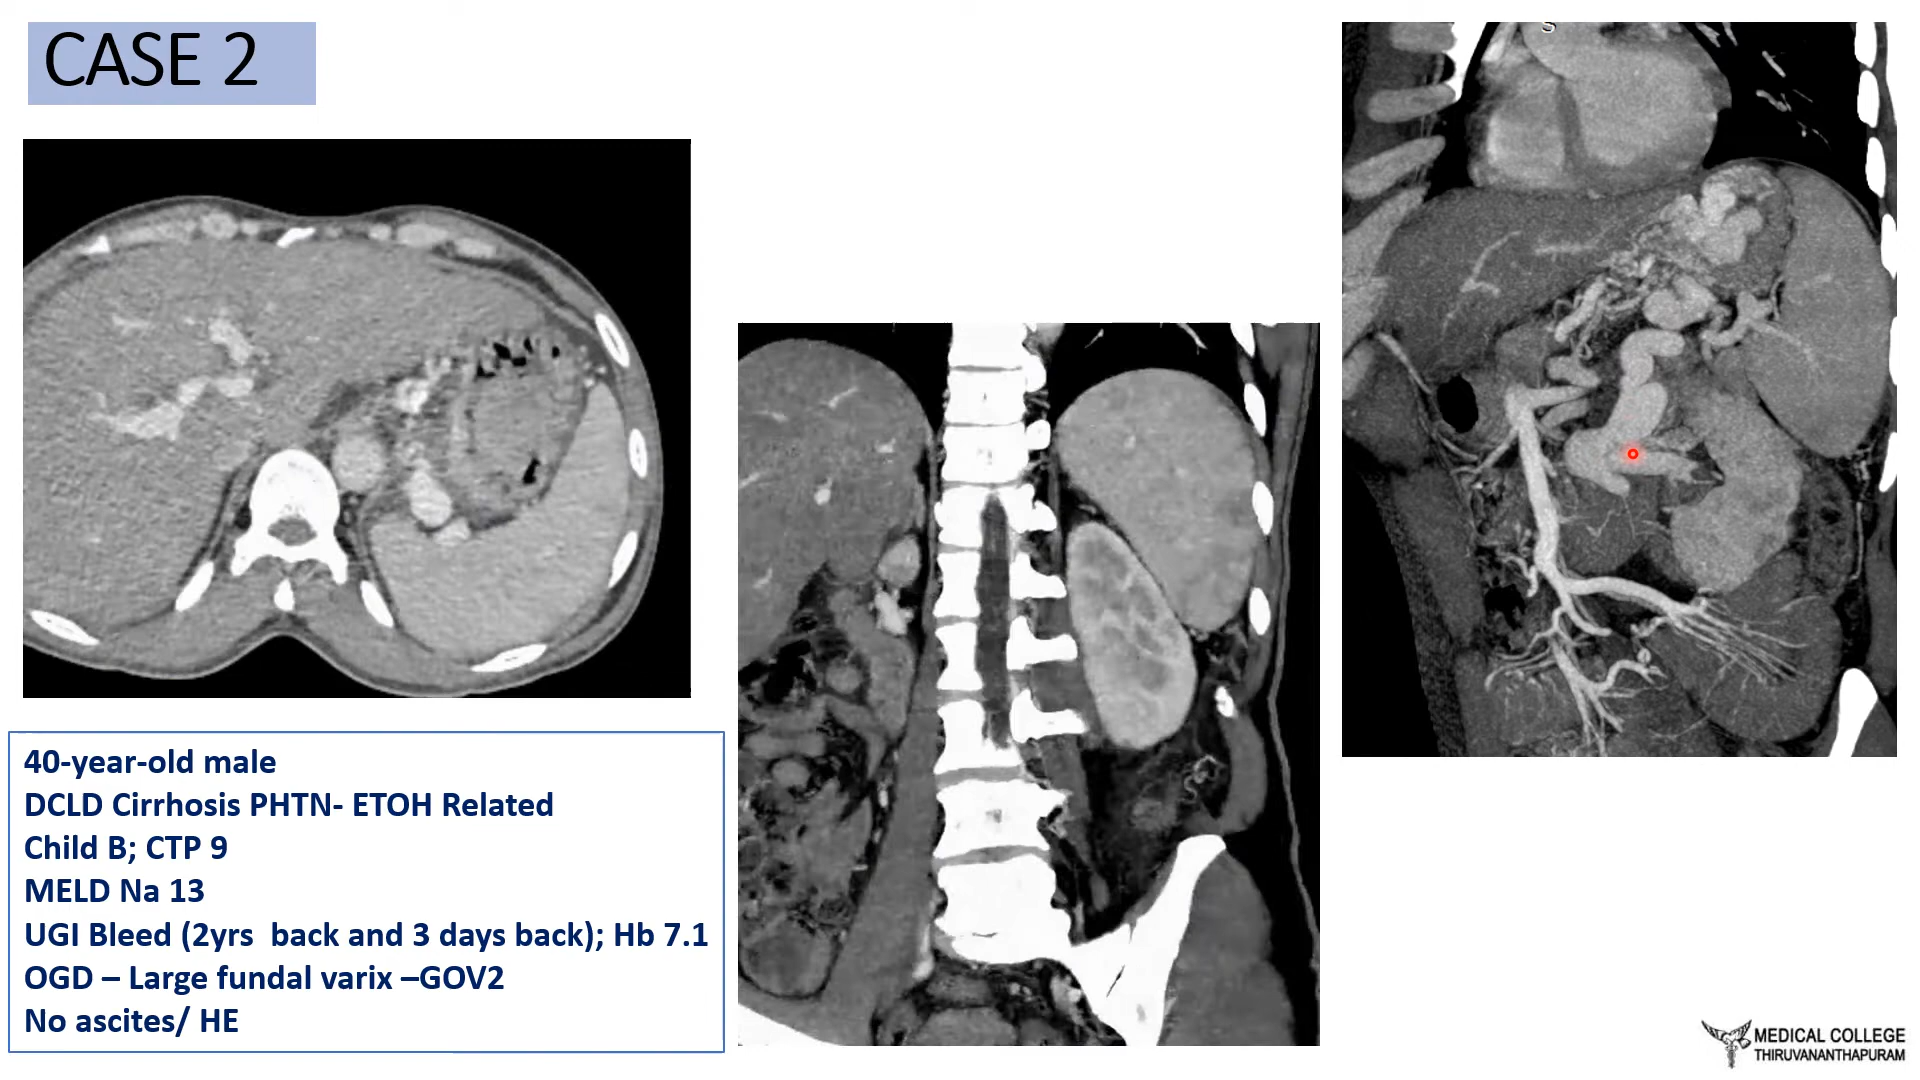 CASE 2
S
40-year-old male
DCLD Cirrhosis PHTN- ETOH Related
Child B; CTP 9
MELD Na 13
UGI Bleed (2yrs  back and 3 days back); Hb 7.1
OGD – Large fundal varix –GOV2
No ascites/ HE
MEDICAL COLLEGE
THIRUVANANTHAPURAM